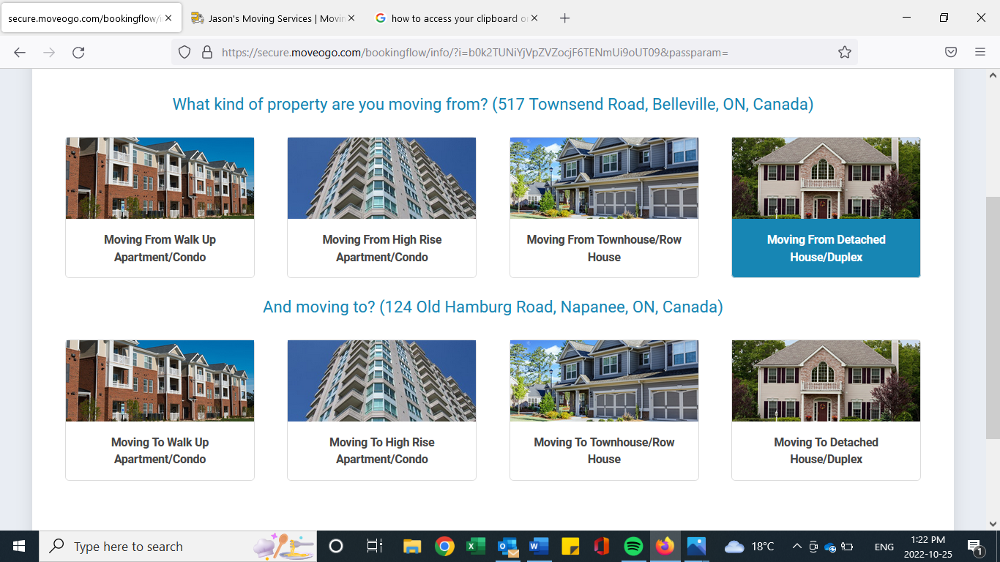 secure.moveogo.com/bookingflow/i
Jason's Moving Services | Movin
how to access your clipboard o
https://secure.moveogo.com/bookingflow/info/?i=b0k2TUNiYjVpZVZocjF6TENmUi9oUT09&passparam=
What kind of property are you moving from? (517 Townsend Road, Belleville, ON, Canada)
Moving From Walk Up
Apartment/Condo
Moving From High Rise
Apartment/Condo
Moving From Townhouse/Row
House
Moving From Detached
House/Duplex
And moving to? (124 Old Hamburg Road, Napanee, ON, Canada)
Moving To Walk Up
Apartment/Condo
Moving To High Rise
Apartment/Condo
Moving To Townhouse/Row
House
Moving To Detached
House/Duplex
Type here to search
18°C
ENG
1:22 PM
2022-10-25
1